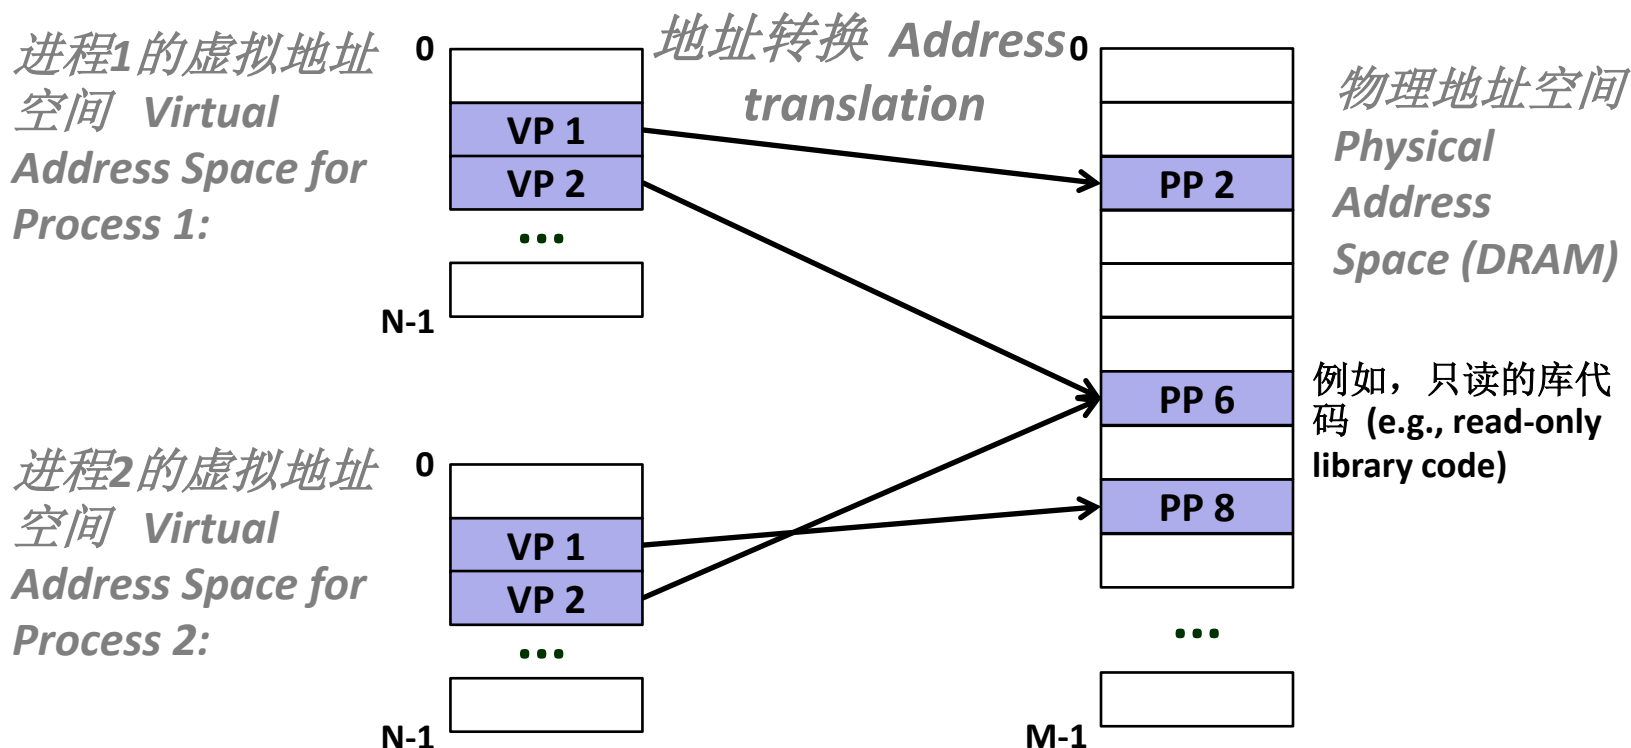 进程1的虚拟地址
空间 Virtual
Address Space for
Process 1:
0
VP 1
VP 2
...
N-1
地址转换 Address
translation
0
PP 2
PP 6
PP 8
...
M-1
物理地址空间
Physical
Address
Space (DRAM)
例如，只读的库代
码 (e.g., read-only
library code)
进程2的虚拟地址
空间 Virtual
Address Space for
Process 2:
0
VP 1
VP 2
...
N-1